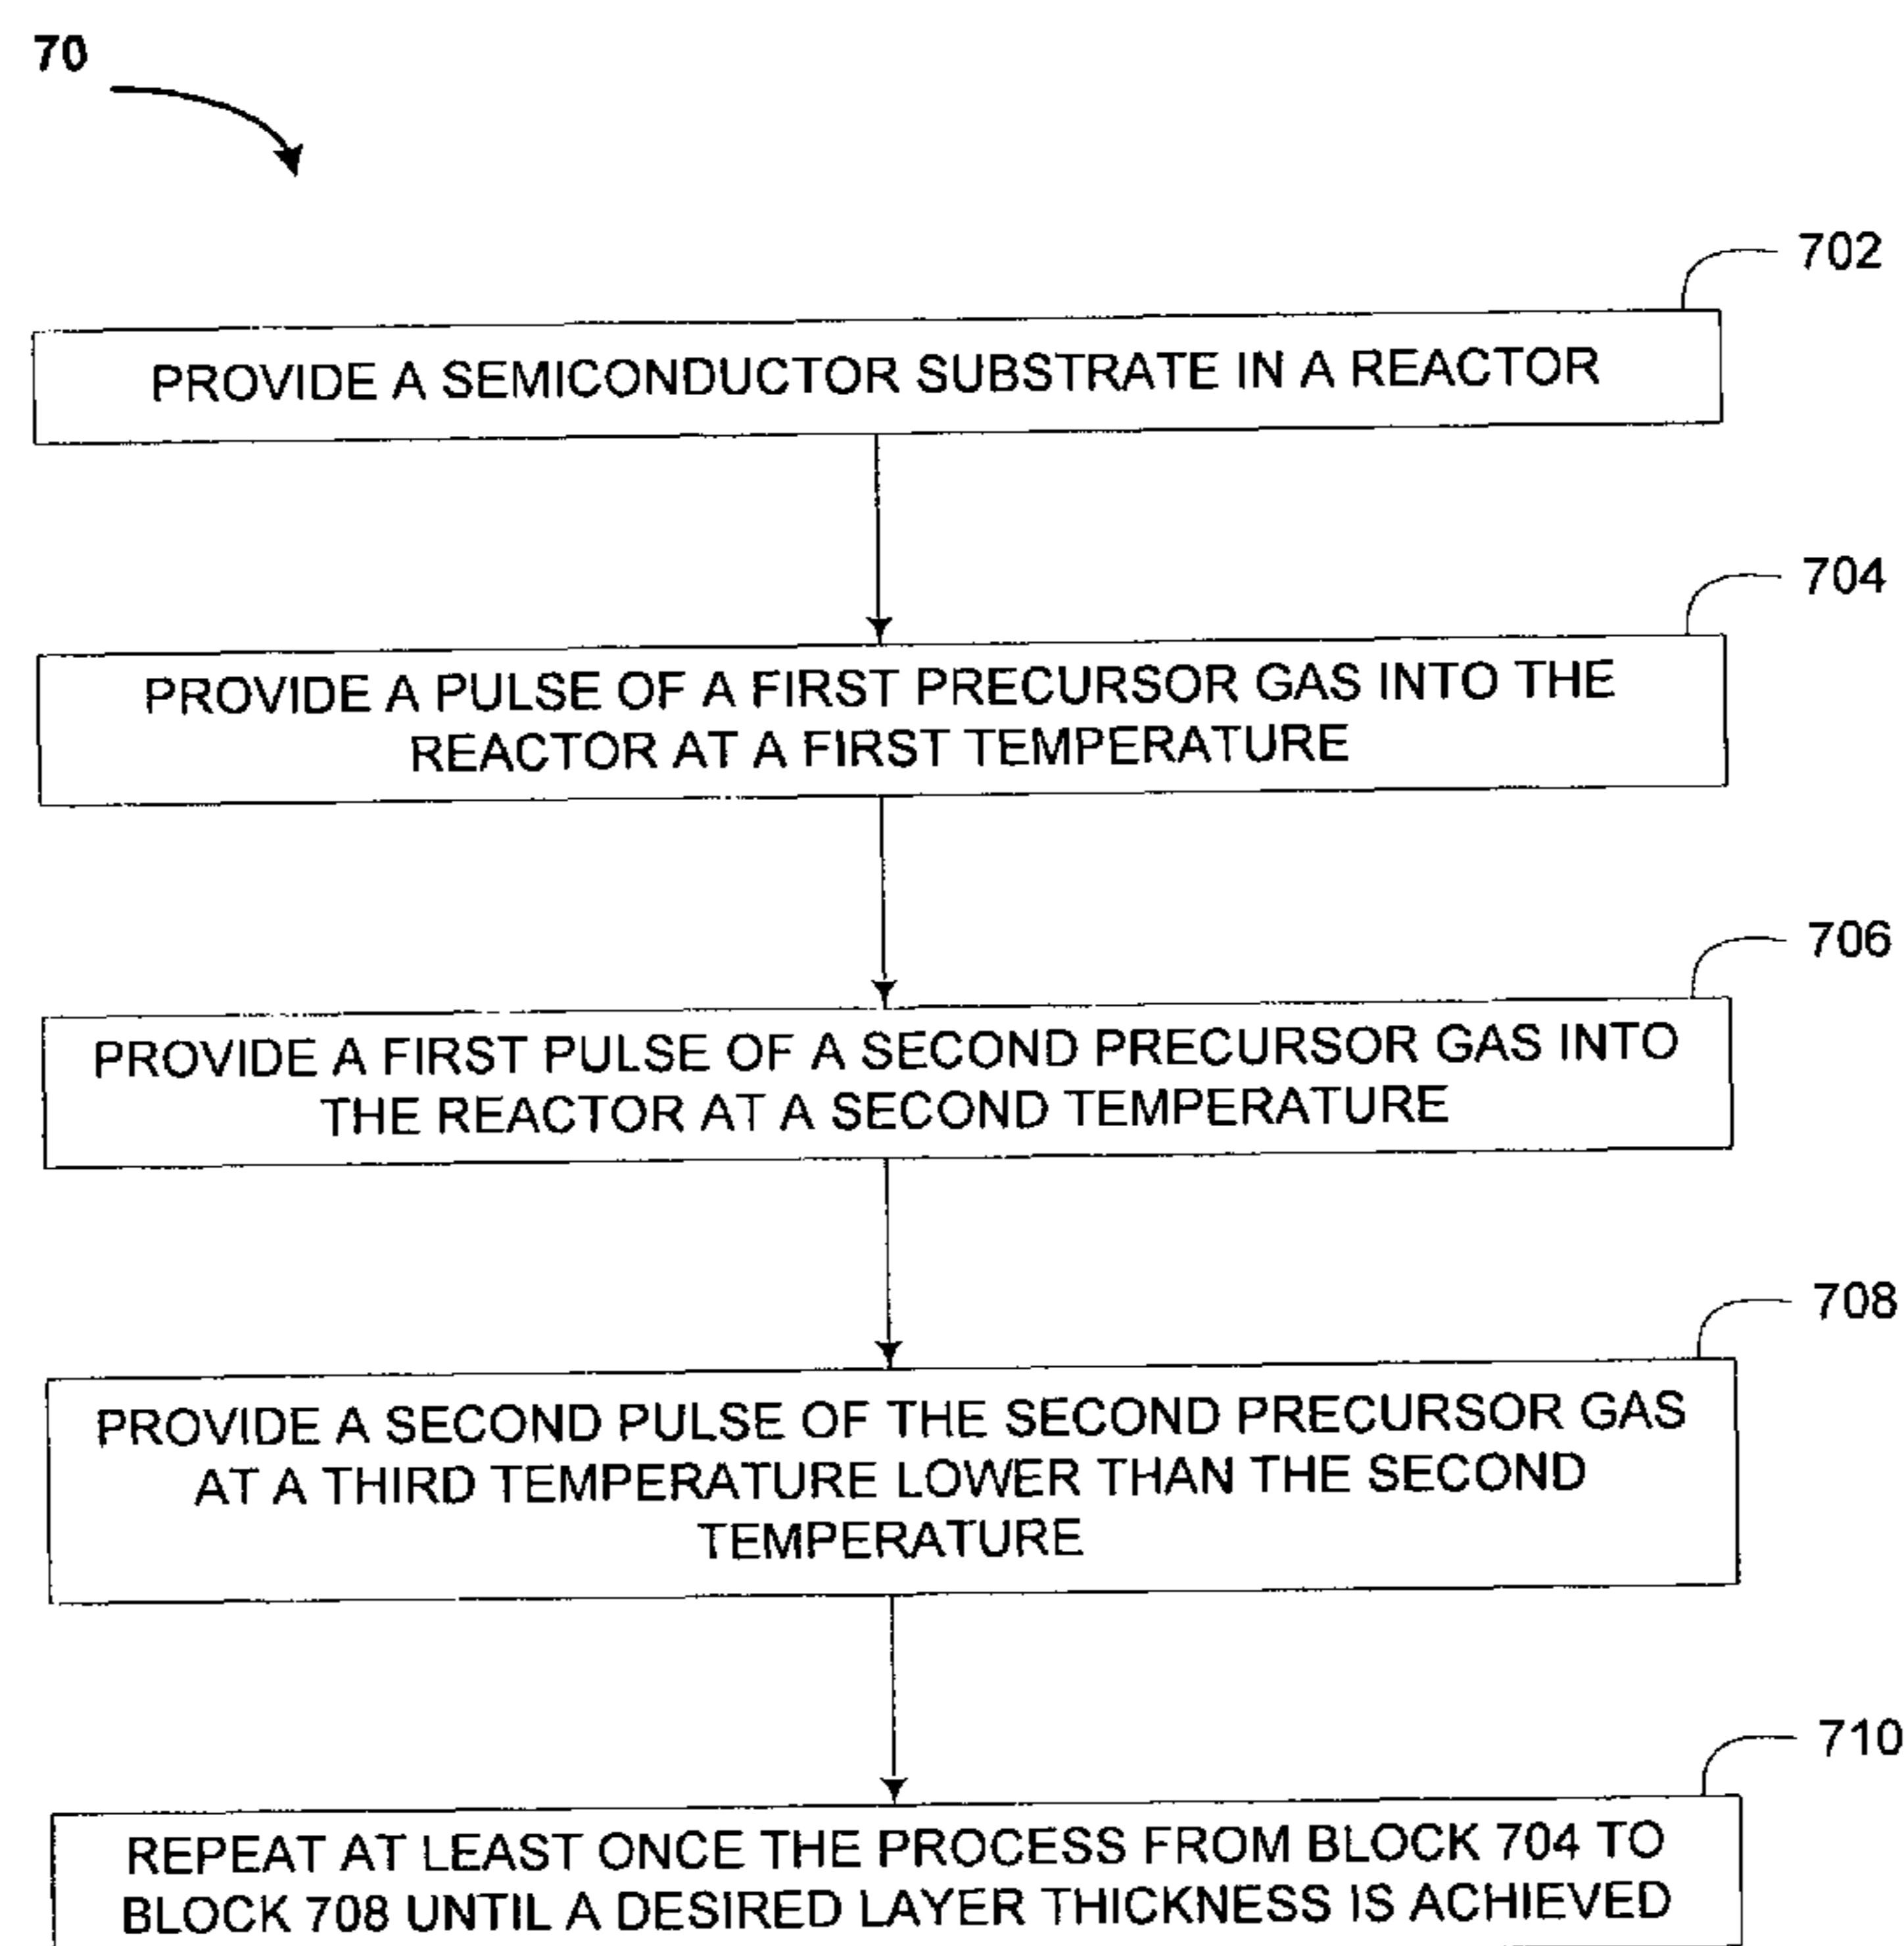 70
702
PROVIDE A SEMICONDUCTOR SUBSTRATE IN A REACTOR
704
PROVIDE A PULSE OF A FIRST PRECURSOR GAS INTO THE
REACTOR AT A FIRST TEMPERATURE
706
PROVIDE A FIRST PULSE OF A SECOND PRECURSOR GAS INTO
THE REACTOR AT A SECOND TEMPERATURE
708
PROVIDE A SECOND PULSE OF THE SECOND PRECURSOR GAS
AT A THIRD TEMPERATURE LOWER THAN THE SECOND
TEMPERATURE
710
REPEAT AT LEAST ONCE THE PROCESS FROM BLOCK 704 TO
BLOCK 708 UNTIL A DESIRED LAYER THICKNESS IS ACHIEVED